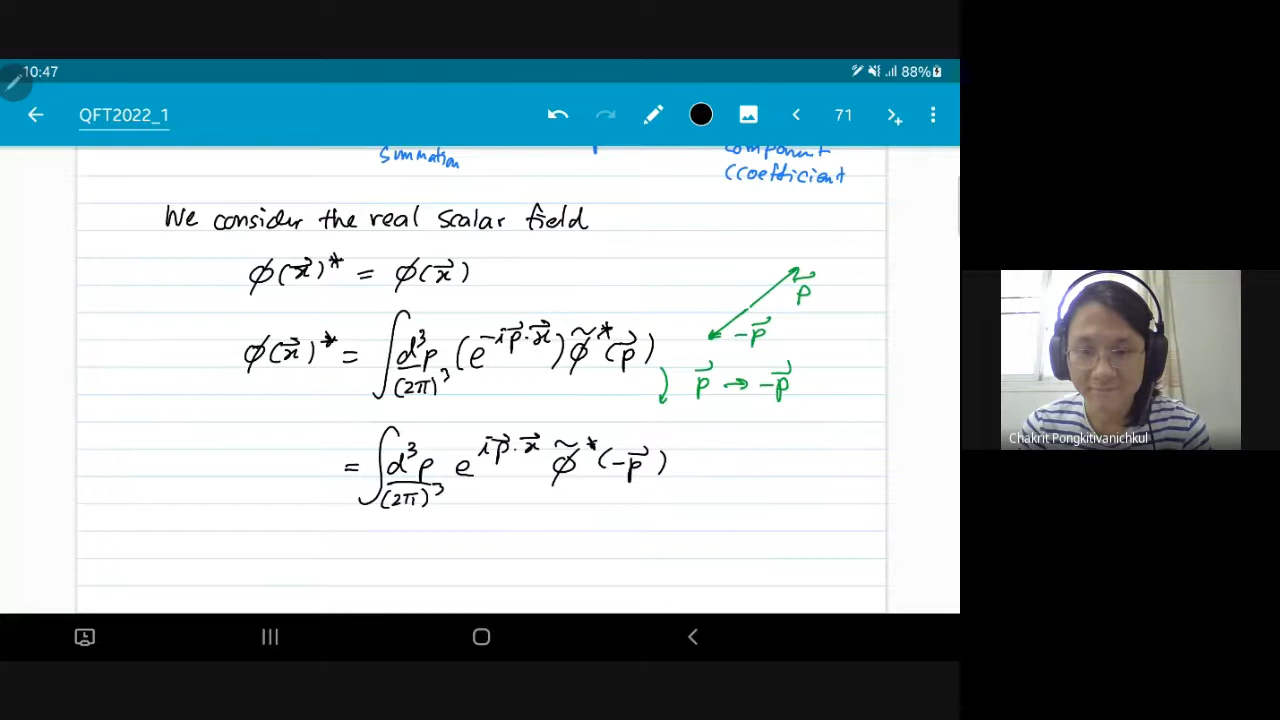 10:47
88%
QFT2022_1
71
summation
component
(coefficient
We consider the real scalar field
φ(x⃗)* = φ(x⃗)
p⃗
-p⃗
φ(x⃗)* = ∫ d³p/(2π)³ (e^{-ip⃗·x⃗}) φ̃*(p⃗)
p⃗ → -p⃗
= ∫ d³p/(2π)³ e^{ip⃗·x⃗} φ̃*(-p⃗)
Chakrit Pongkitivanichkul